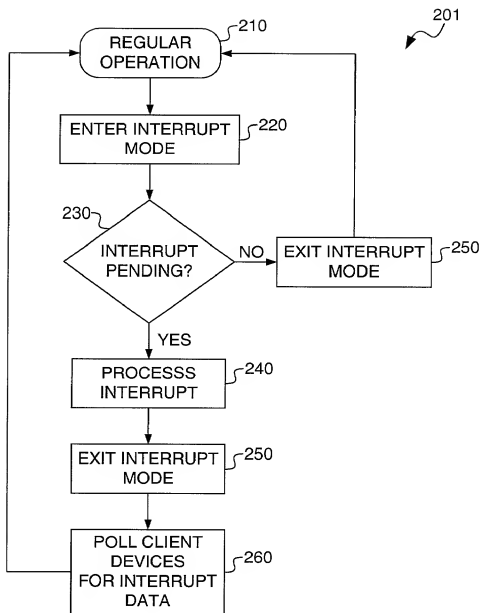 201
REGULAR
OPERATION
210
ENTER INTERRUPT
MODE
220
230
INTERRUPT
PENDING?
NO
EXIT INTERRUPT
MODE
250
YES
PROCESSS
INTERRUPT
240
EXIT INTERRUPT
MODE
250
POLL CLIENT
DEVICES
FOR INTERRUPT
DATA
260